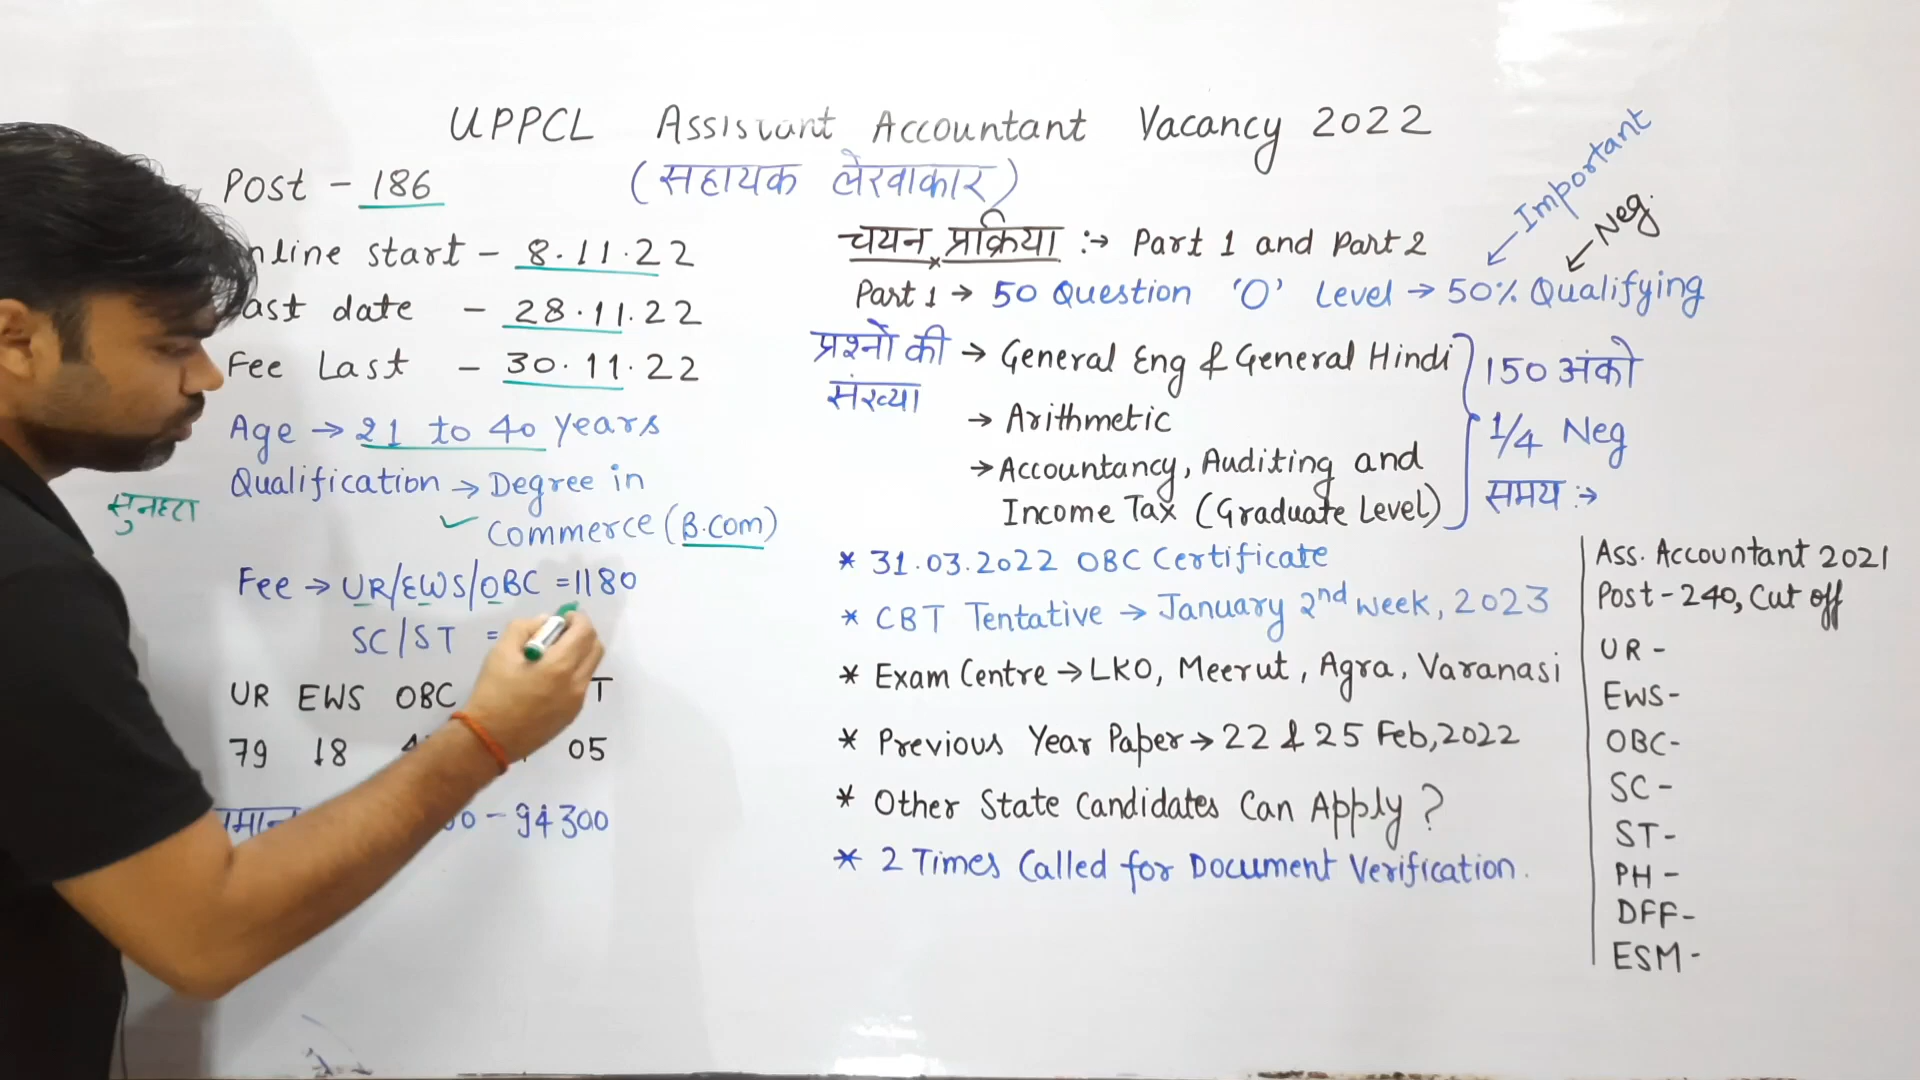 UPPCL Assistant Accountant Vacancy 2022
(सहायक लेखाकार)
Post - 186
nline start - 8.11.22
ast date - 28.11.22
Fee Last - 30.11.22
Age → 21 to 40 years
Qualification → Degree in
Commerce (B.Com)
सुनहरा
Fee → UR/EWS/OBC =1180
SC/ST =
UR EWS OBC T
79 18 05
- 94300
चयन प्रक्रिया :→ Part 1 and Part 2
Part 1 → 50 Question 'O' Level → 50% Qualifying
Important
Neg.
प्रश्नों की संख्या → General Eng & General Hindi
→ Arithmetic
→ Accountancy, Auditing and
Income Tax (Graduate Level)
150 अंको
1/4 Neg
समय :→
* 31.03.2022 OBC Certificate
* CBT Tentative → January 2nd week, 2023
* Exam Centre → LKO, Meerut, Agra, Varanasi
* Previous Year Paper → 22 & 25 Feb,2022
* Other State Candidates Can Apply ?
* 2 Times Called for Document Verification.
Ass. Accountant 2021
Post - 240, Cut off
UR -
EWS-
OBC-
SC -
ST-
PH -
DFF-
ESM -